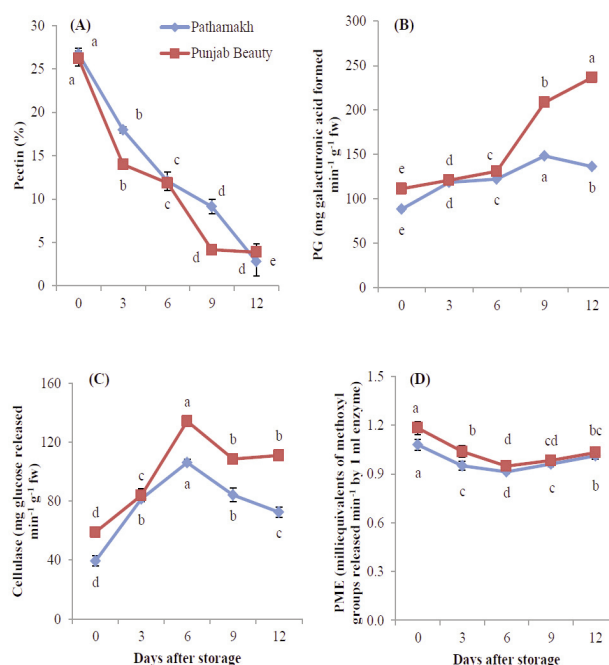 (A)
Pathamakh
Punjab Beauty
30
25
20
15
10
5
0
Pectin (%)
a
a
b
b
c
c
d
d
d
e
0 3 6 9 12
(B)
300
250
200
150
100
50
0
PG (mg galacturonic acid formed
min-1 g-1 fw)
e
d
c
b
a
e
d
c
a
b
0 3 6 9 12
(C)
160
120
80
40
0
Cellulase (mg glucose released
min-1 g-1 fw)
d
c
a
b
b
d
b
a
b
c
0 3 6 9 12
Days after storage
(D)
1.5
1.2
0.9
0.6
0.3
0.0
PME (milliequivalents of methoxyl
groups released min-1 by 1 ml enzyme)
a
b
d
cd
bc
a
c
d
c
b
0 3 6 9 12
Days after storage